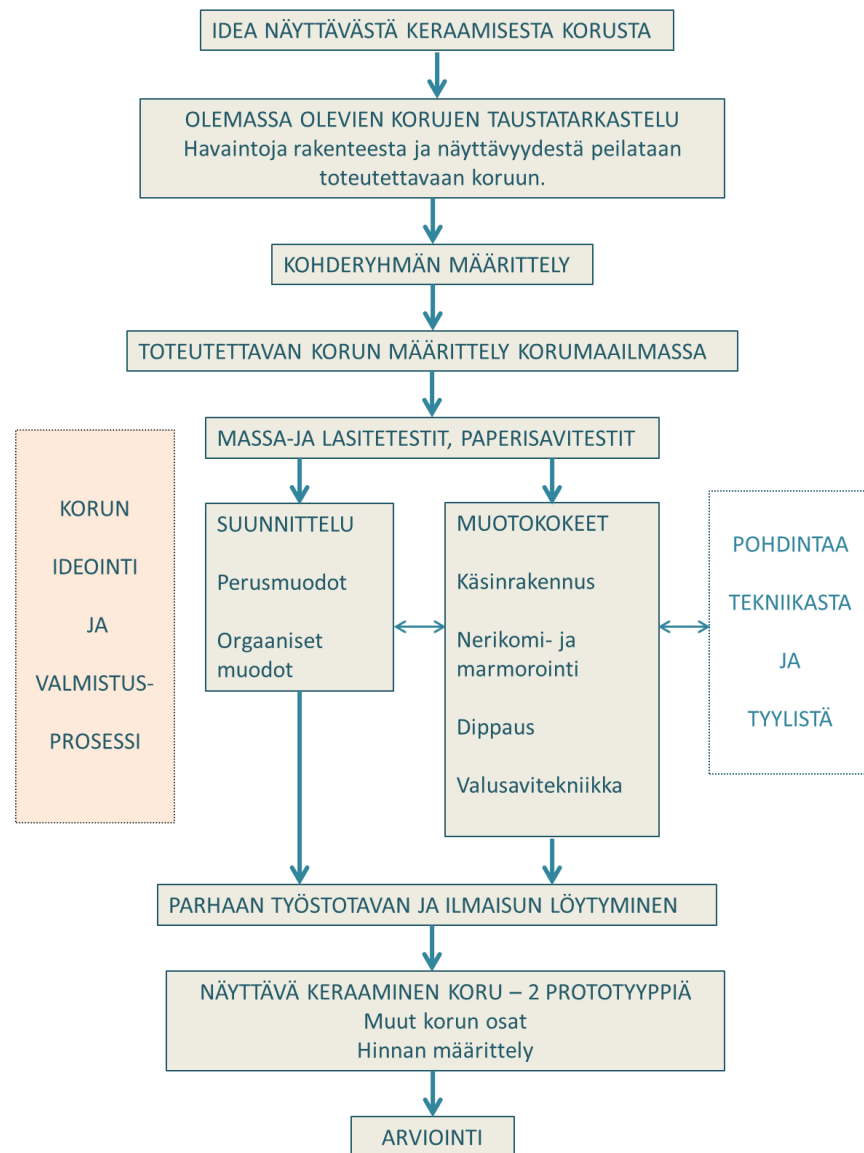 IDEA NÄYTTÄVÄSTÄ KERAAMISESTA KORUSTA
OLEMASSA OLEVIEN KORUJEN TAUSTATARKASTELU
Havaintoja rakenteesta ja näyttävyydestä peilataan
toteutettavaan koruun.
KOHDERYHMÄN MÄÄRITTELY
TOTEUTETTAVAN KORUN MÄÄRITTELY KORUMAAILMASSA
MASSA-JA LASITETESTIT, PAPERISAVITESTIT
KORUN
IDEOINTI
JA
VALMISTUS-
PROSESSI
SUUNNITTELU
Perusmuodot
Orgaaniset
muodot
MUOTOKOKEET
Käsinrakennus
Nerikomi- ja
marmorointi
Dippaus
Valusavitekniikka
POHDINTAA
TEKNIIKASTA
JA
TYYLISTÄ
PARHAAN TYÖSTOTAVAN JA ILMAISUN LÖYTYMINEN
NÄYTTÄVÄ KERAAMINEN KORU – 2 PROTOTYYPPIÄ
Muut korun osat
Hinnan määrittely
ARVIOINTI